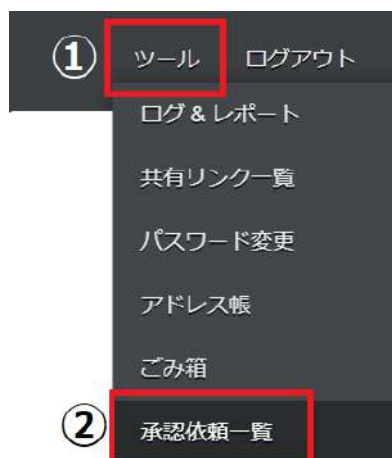 ① ツール ログアウト
ログ & レポート
共有リンク一覧
パスワード変更
アドレス帳
ごみ箱
② 承認依頼一覧